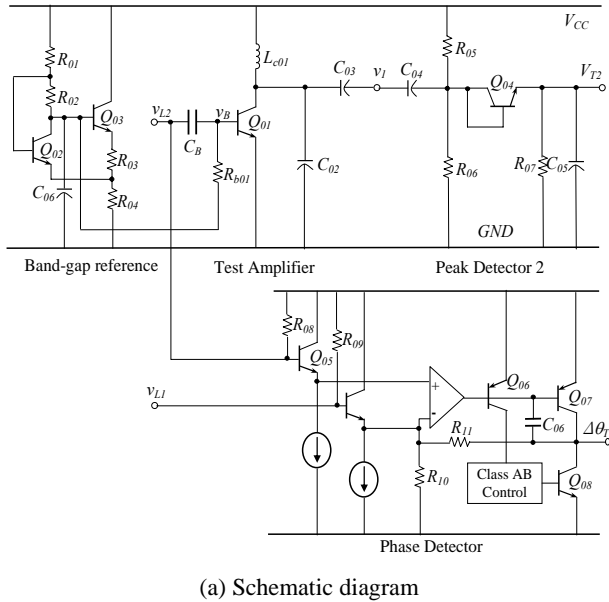 V_CC
R_01
R_02
Q_02
Q_03
R_03
R_04
C_06
v_L2
C_B
v_B
L_c01
Q_01
R_b01
C_02
C_03
v_1
C_04
R_05
R_06
Q_04
V_T2
R_07
C_05
GND
Band-gap reference
Test Amplifier
Peak Detector 2
R_08
Q_05
R_09
v_L1
+
-
R_10
R_11
Q_06
Q_07
C_06
Δθ_T
Class AB
Control
Q_08
Phase Detector
(a) Schematic diagram